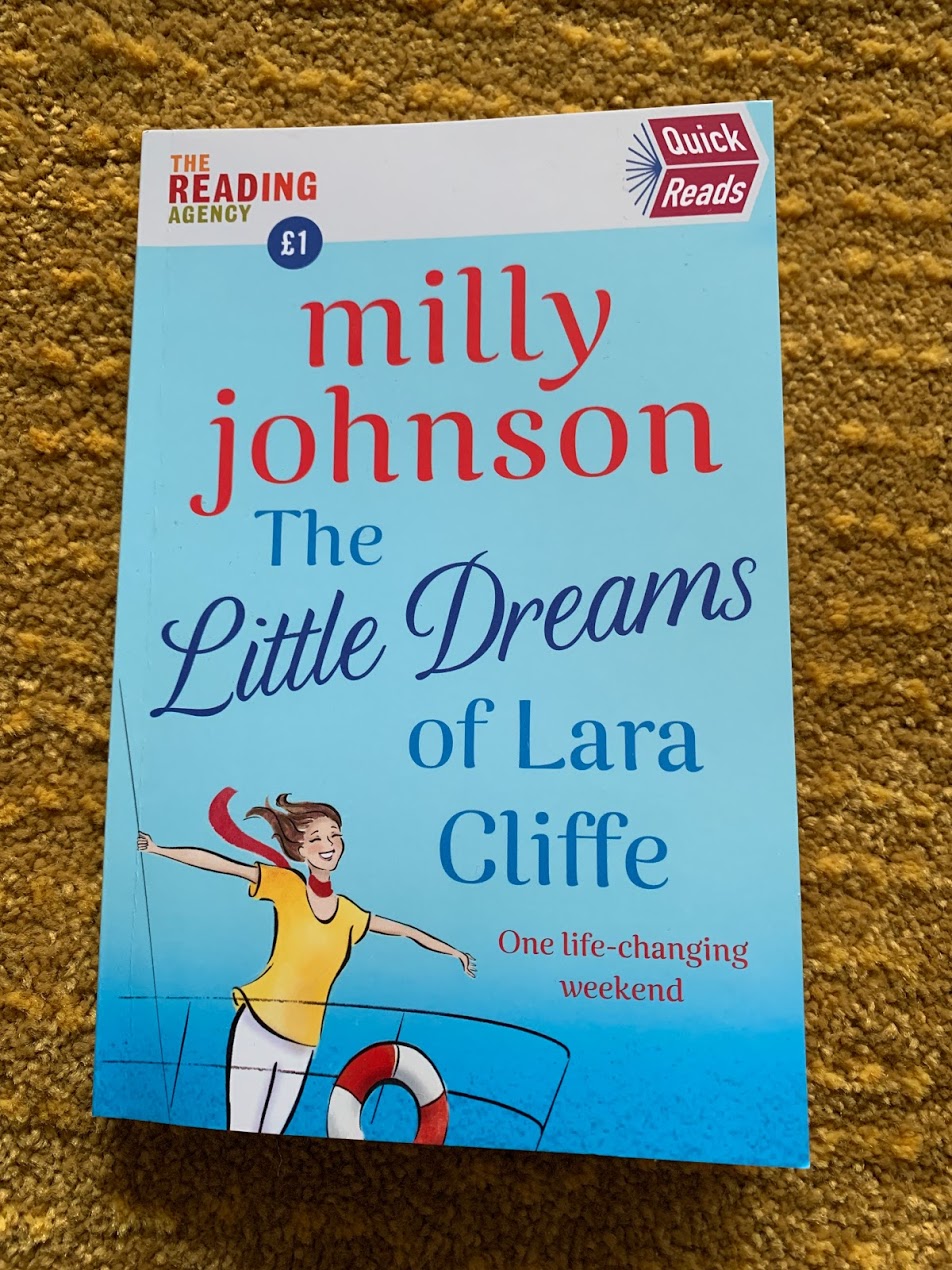 THE
READING
AGENCY
£1
Quick
Reads
milly
johnson
The
Little Dreams
of Lara
Cliffe
One life-changing
weekend